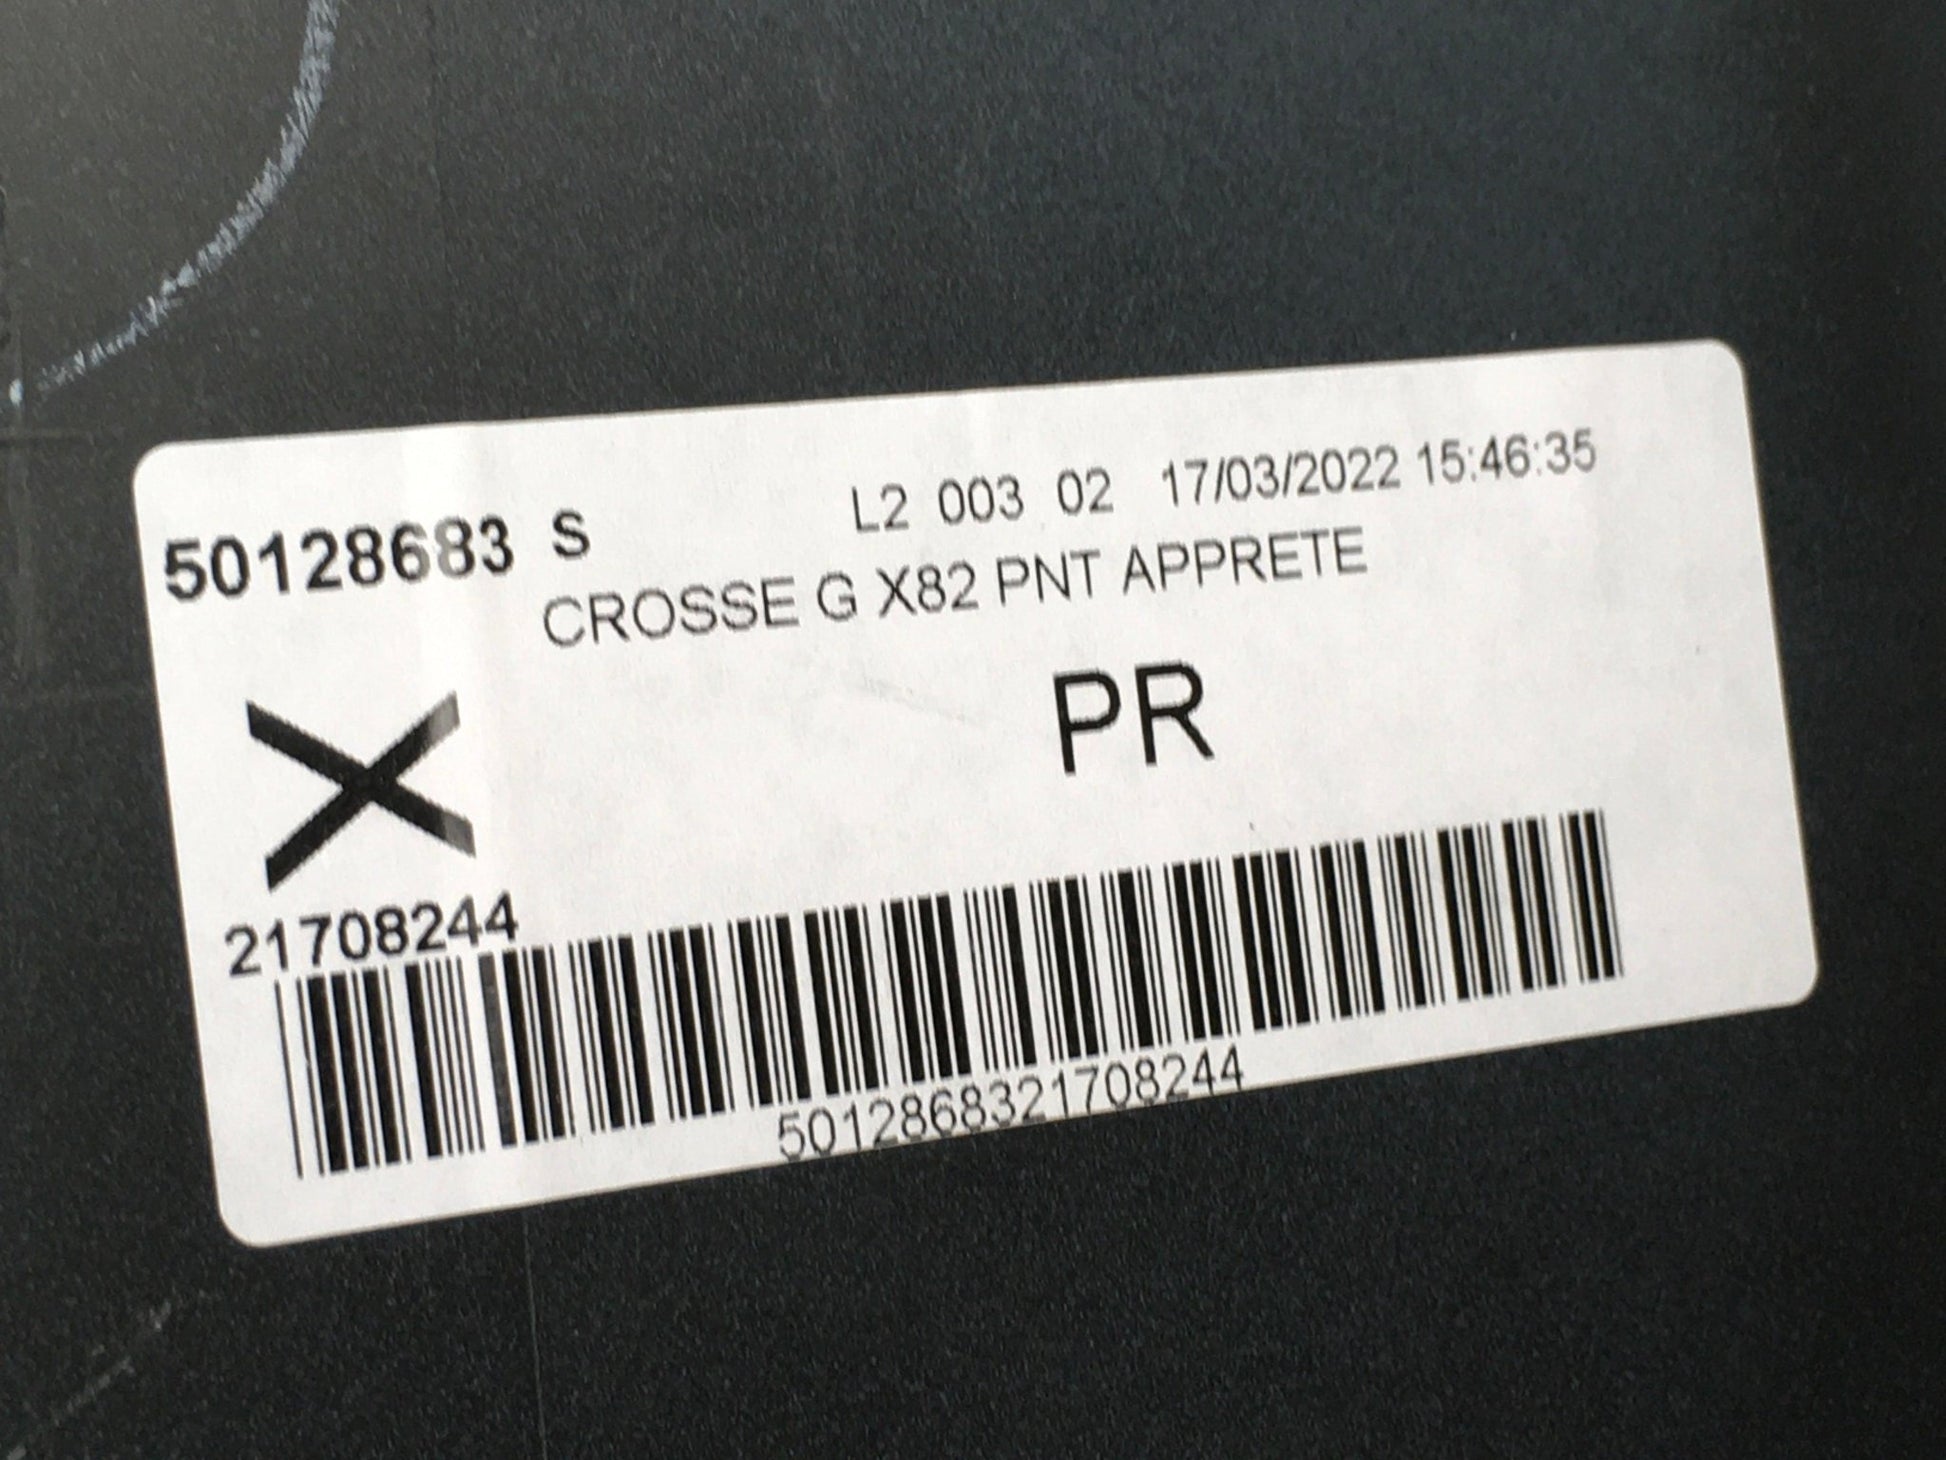 L2 003 02 17/03/2022 15:46:35
50128683 S
CROSSE G X82 PNT APPRETE
PR
X
21708244
5012868321708244